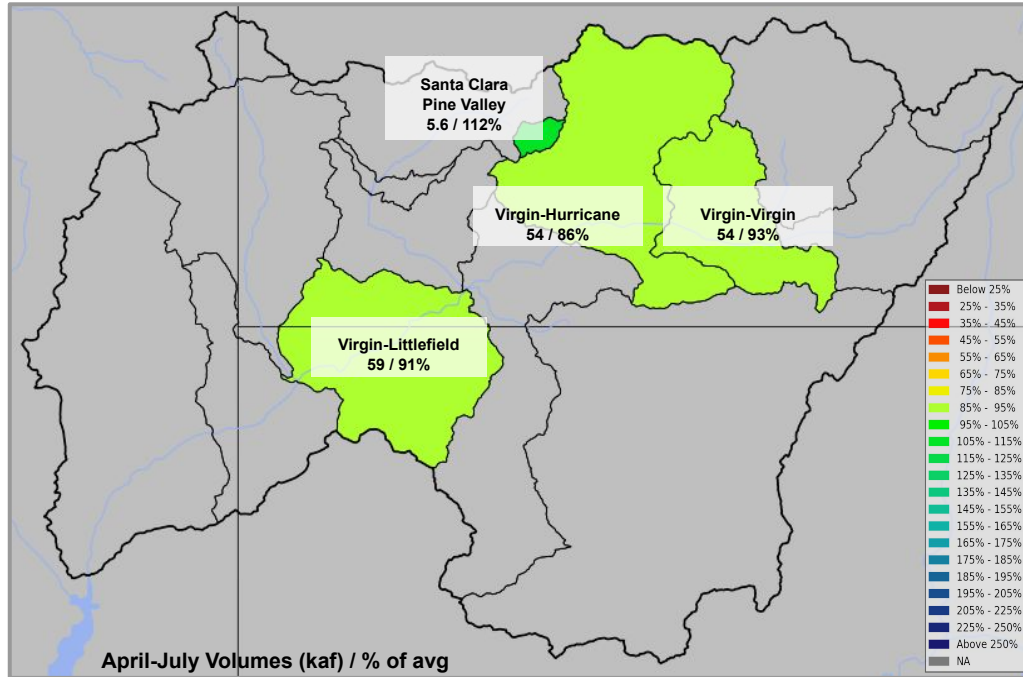 Santa Clara
Pine Valley
5.6 / 112%
Virgin-Hurricane
54 / 86%
Virgin-Virgin
54 / 93%
Virgin-Littlefield
59 / 91%
Below 25%
25% - 35%
35% - 45%
45% - 55%
55% - 65%
65% - 75%
75% - 85%
85% - 95%
95% - 105%
105% - 115%
115% - 125%
125% - 135%
135% - 145%
145% - 155%
155% - 165%
165% - 175%
175% - 185%
185% - 195%
195% - 205%
205% - 225%
225% - 250%
Above 250%
NA
April-July Volumes (kaf) / % of avg